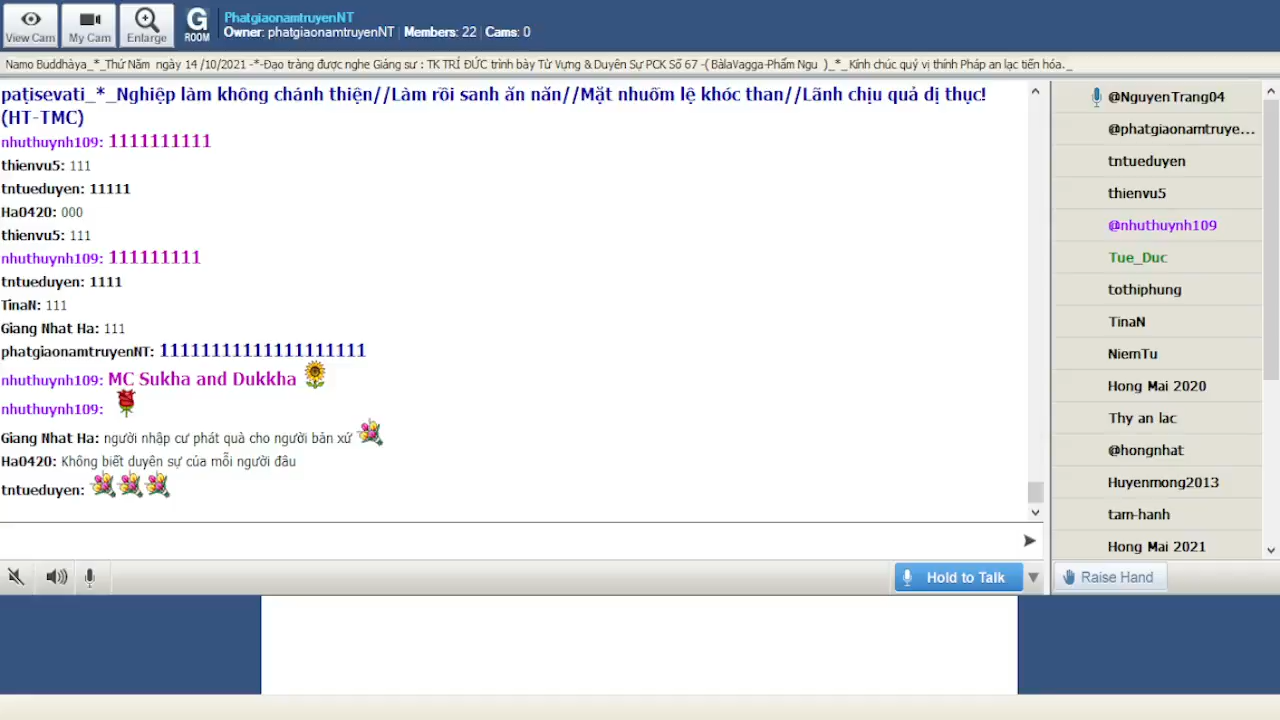 View Cam
My Cam
Enlarge
G
ROOM
PhatgiaonamtruyenNT
Owner: phatgiaonamtruyenNT | Members: 22 | Cams: 0
Namo Buddhàya_*_Thứ Năm ngày 14 /10/2021 -*-Đạo tràng được nghe Giảng sư : TK TRÍ ĐỨC trình bày Từ Vựng & Duyên Sự PCK Số 67 -( BàlaVagga-Phẩm Ngu )_*_ Kính chúc quý vị thính Pháp an lạc tiến hóa._
paṭisevati_*_Nghiệp làm không chánh thiện//Làm rồi sanh ăn năn//Mặt nhuốm lệ khóc than//Lãnh chịu quả dị thục!
(HT-TMC)
nhuthuynh109: 1111111111
thienvu5: 111
tntueduyen: 11111
Ha0420: 000
thienvu5: 111
nhuthuynh109: 111111111
tntueduyen: 1111
TinaN: 111
Giang Nhat Ha: 111
phatgiaonamtruyenNT: 11111111111111111111
nhuthuynh109: MC Sukha and Dukkha
nhuthuynh109:
Giang Nhat Ha: người nhập cư phát quà cho người bản xứ
Ha0420: Không biết duyên sự của mỗi người đâu
tntueduyen:
@NguyenTrang04
@phatgiaonamtruye...
tntueduyen
thienvu5
@nhuthuynh109
Tue_Duc
tothiphung
TinaN
NiemTu
Hong Mai 2020
Thy an lac
@hongnhat
Huyenmong2013
tam-hanh
Hong Mai 2021
Hold to Talk
Raise Hand